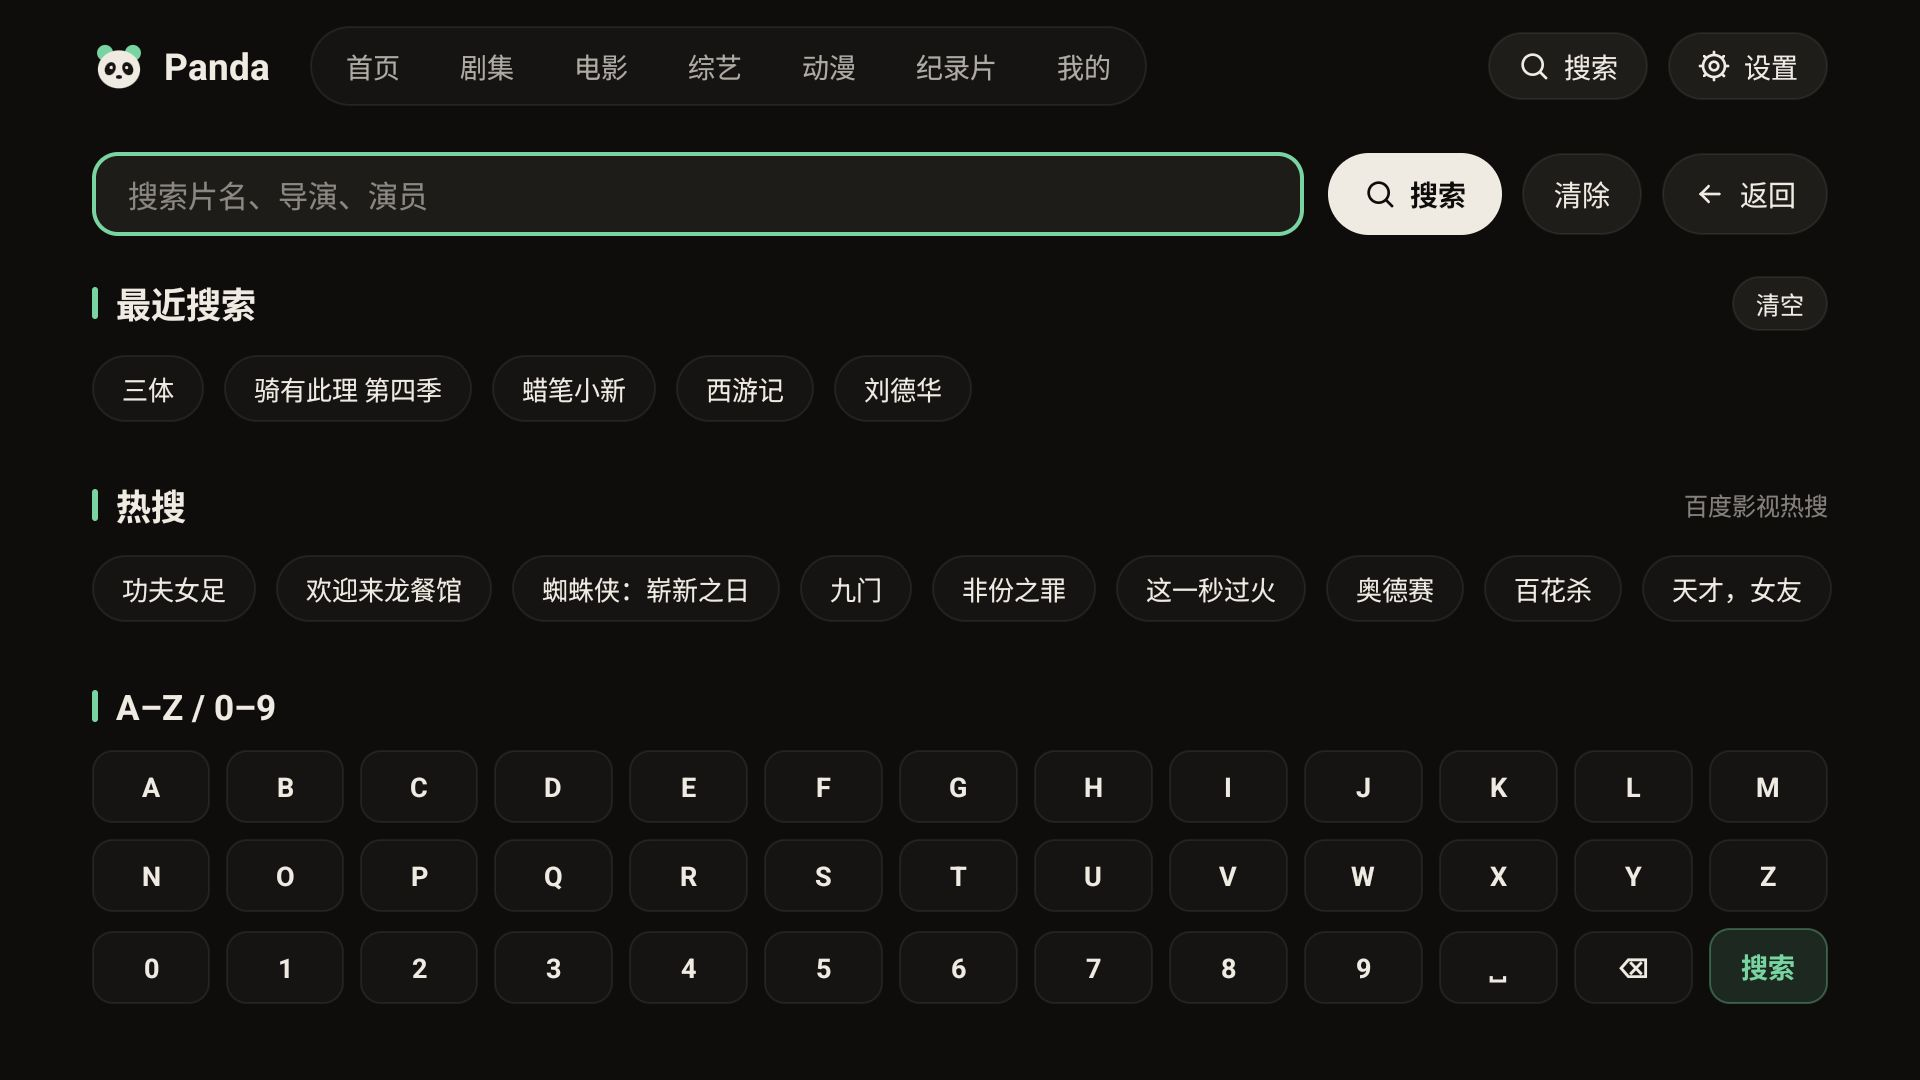 Panda 首页 剧集 电影 综艺 动漫 纪录片 我的 搜索 设置
搜索片名、导演、演员 搜索 清除 返回
最近搜索 清空
三体 骑有此理 第四季 蜡笔小新 西游记 刘德华
热搜 百度影视热搜
功夫女足 欢迎来龙餐馆 蜘蛛侠：崭新之日 九门 非份之罪 这一秒过火 奥德赛 百花杀 天才，女友
A–Z / 0–9
A B C D E F G H I J K L M
N O P Q R S T U V W X Y Z
0 1 2 3 4 5 6 7 8 9 ␣ ⌫ 搜索